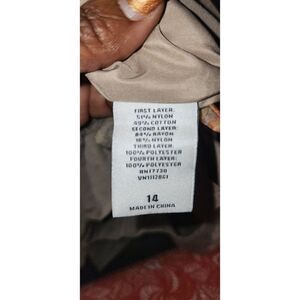 FIRST LAYER:
51% NYLON
49% COTTON
SECOND LAYER:
84% RAYON
16% NYLON
THIRD LAYER:
100% POLYESTER
FOURTH LAYER:
100% POLYESTER
RN17730
14
MADE IN CHINA